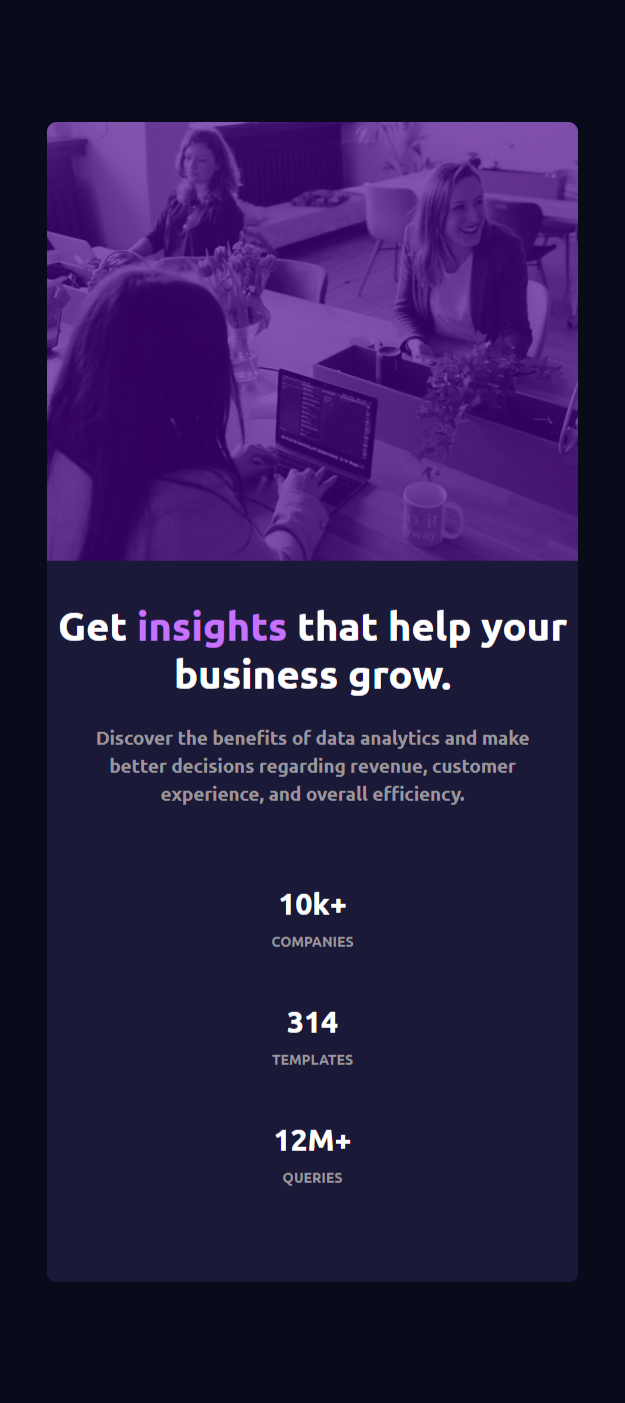 Get insights that help your
business grow.
Discover the benefits of data analytics and make
better decisions regarding revenue, customer
experience, and overall efficiency.
10k+
COMPANIES
314
TEMPLATES
12M+
QUERIES